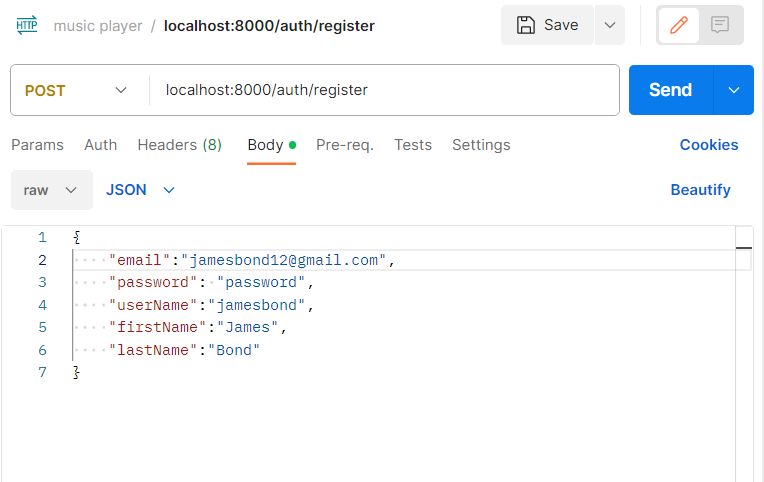 HTTP music player / localhost:8000/auth/register Save
POST localhost:8000/auth/register Send
Params Auth Headers (8) Body Pre-req. Tests Settings Cookies
raw JSON Beautify
1 {
2 "email":"jamesbond12@gmail.com",
3 "password": "password",
4 "userName":"jamesbond",
5 "firstName":"James",
6 "lastName":"Bond"
7 }